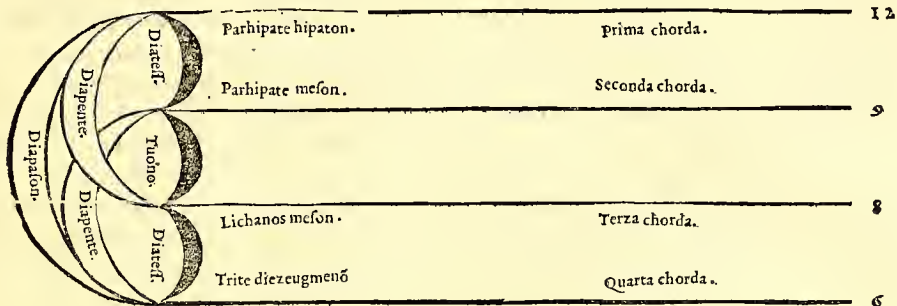 12
Parhipate hipaton. Prima chorda.
Diateſſ.
Diapente.
Parhipate meſon. Seconda chorda.
9
Diapaſon.
Tuono.
8
Diapente.
Lichanos meſon. Terza chorda.
Diateſſ.
Trite diezeugmenõ Quarta chorda.
6